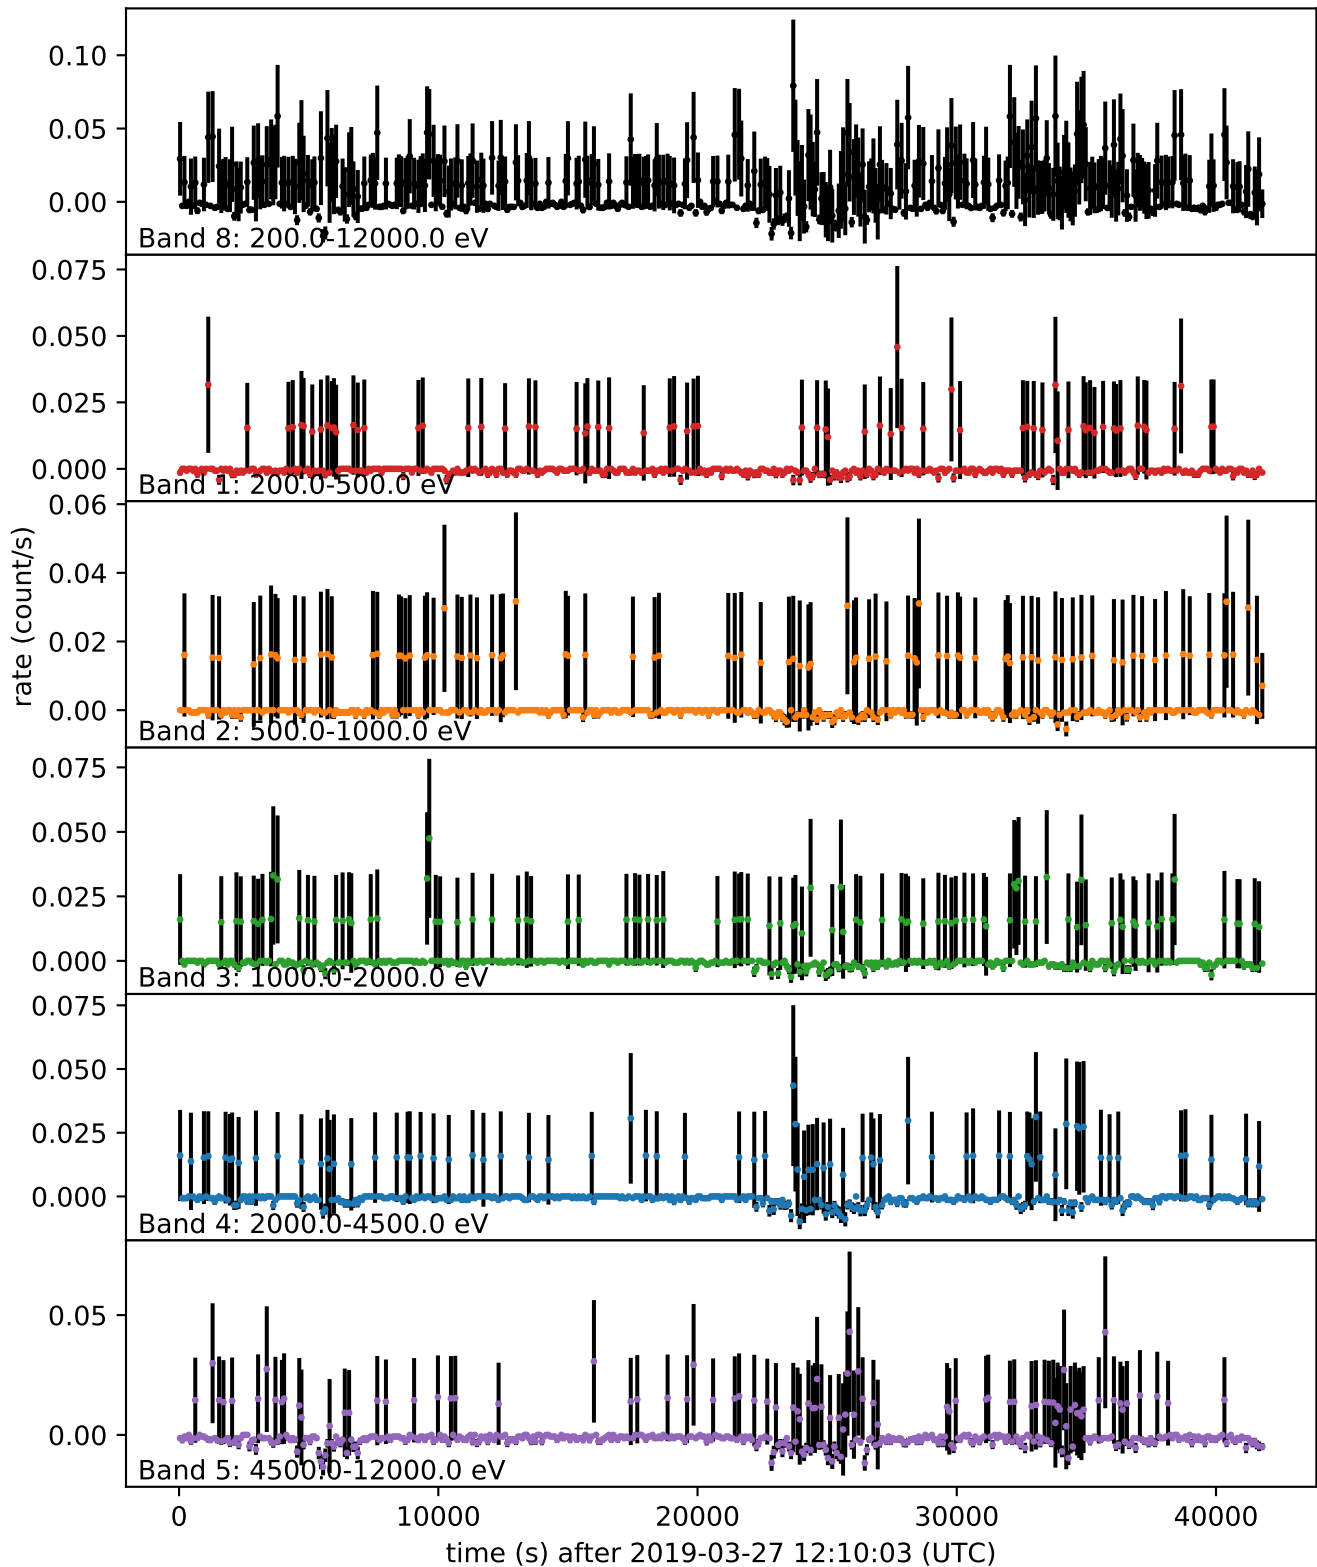 0.10
0.05
0.00
Band 8: 200.0-12000.0 eV
0.075
0.050
0.025
0.000
Band 1: 200.0-500.0 eV
0.06
0.04
0.02
0.00
Band 2: 500.0-1000.0 eV
rate (count/s)
0.075
0.050
0.025
0.000
Band 3: 1000.0-2000.0 eV
0.075
0.050
0.025
0.000
Band 4: 2000.0-4500.0 eV
0.05
0.00
Band 5: 4500.0-12000.0 eV
0 10000 20000 30000 40000
time (s) after 2019-03-27 12:10:03 (UTC)